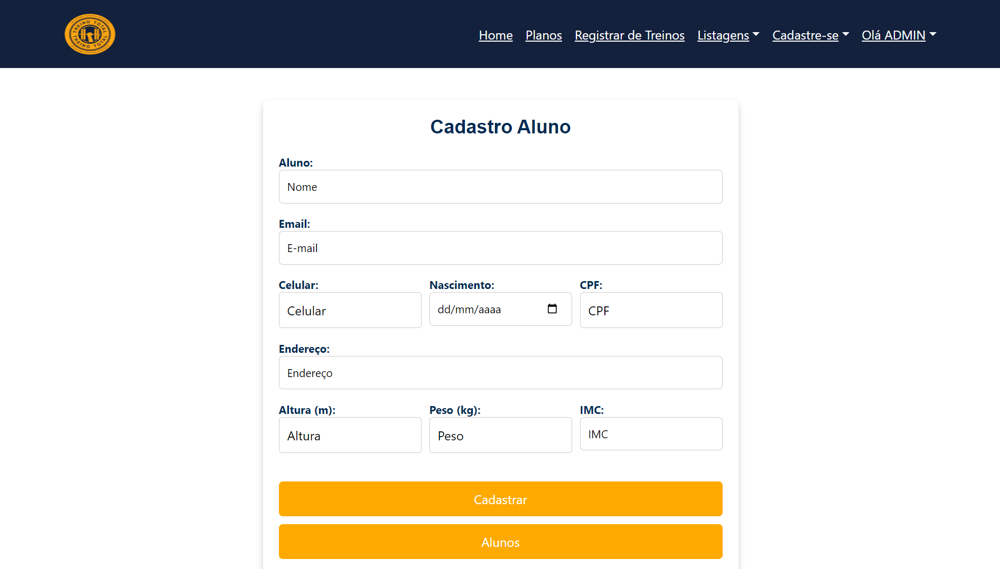 TREINO TOTAL
TREINO TOTAL
Home Planos Registrar de Treinos Listagens Cadastre-se Olá ADMIN
Cadastro Aluno
Aluno:
Nome
Email:
E-mail
Celular: Nascimento: CPF:
Celular dd/mm/aaaa CPF
Endereço:
Endereço
Altura (m): Peso (kg): IMC:
Altura Peso IMC
Cadastrar
Alunos